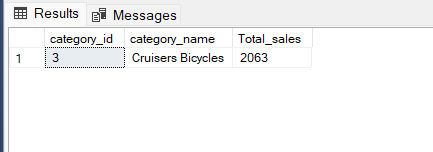 Results Messages
category_id category_name Total_sales
1 3 Cruisers Bicycles 2063